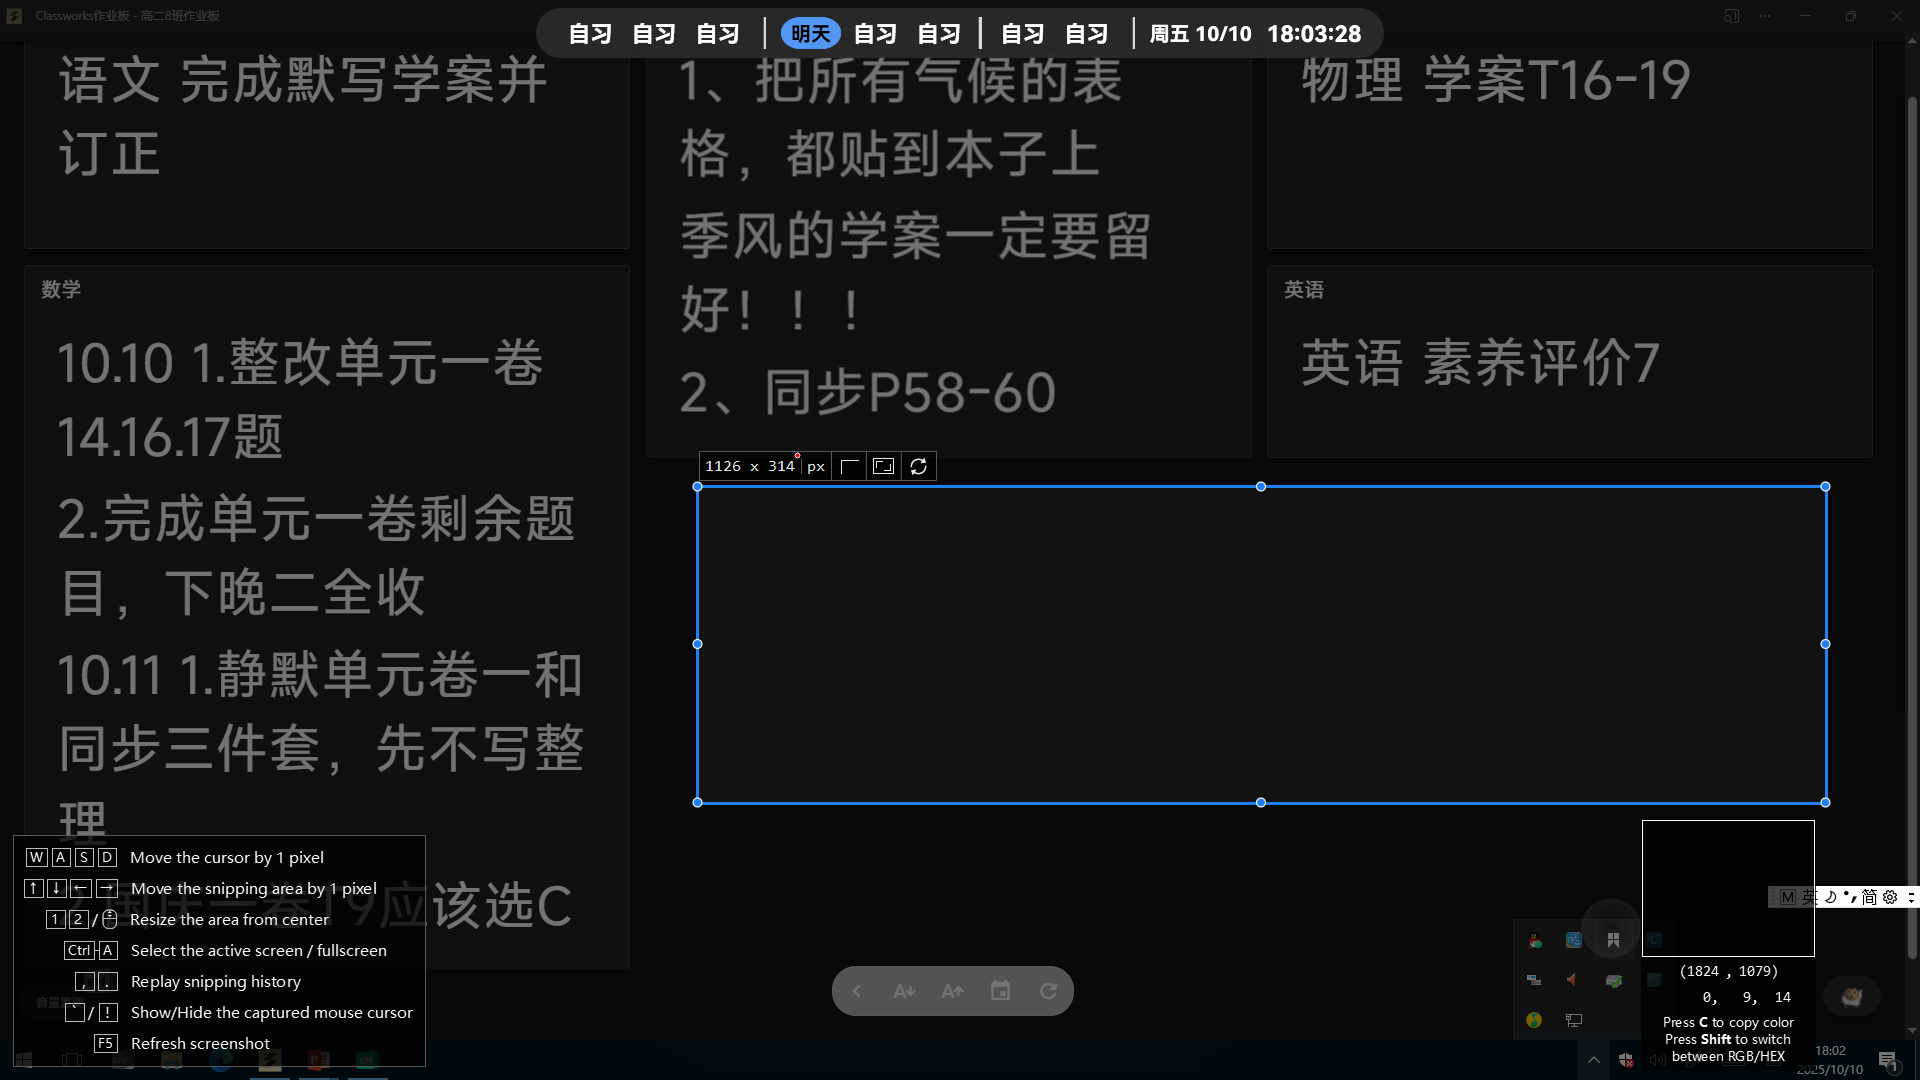 Classworks作业板 - 高二8班作业板
自习 自习 自习 明天 自习 自习 自习 自习 周五 10/10 18:03:28
语文 完成默写学案并
订正
数学
10.10 1.整改单元一卷
14.16.17题
2.完成单元一卷剩余题
目，下晚二全收
10.11 1.静默单元卷一和
同步三件套，先不写整
理
2.国庆一卷T9应该选C
1、把所有气候的表
格，都贴到本子上
季风的学案一定要留
好！！！
2、同步P58-60
物理 学案T16-19
英语
英语 素养评价7
1126 x 314 px
W A S D Move the cursor by 1 pixel
↑ ↓ ← → Move the snipping area by 1 pixel
1 2 / Resize the area from center
Ctrl-A Select the active screen / fullscreen
, . Replay snipping history
` / ! Show/Hide the captured mouse cursor
F5 Refresh screenshot
A A
M 英 简
(1824 , 1079)
0, 9, 14
Press C to copy color
Press Shift to switch
between RGB/HEX
18:02
2025/10/10
1